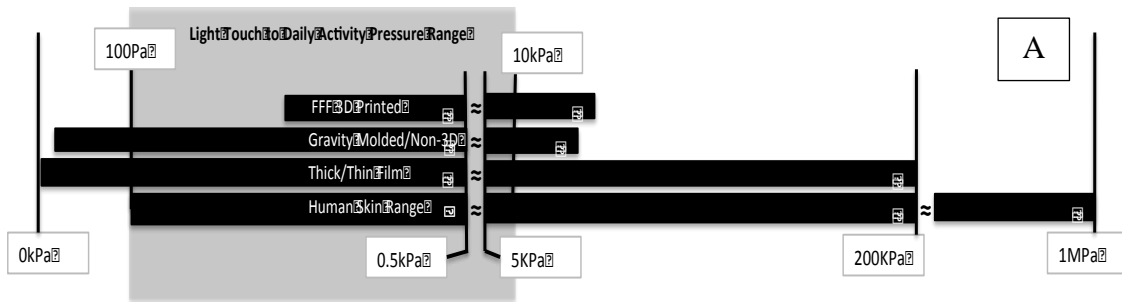 Light Touch to Daily Activity Pressure Range
A
100Pa
10kPa
FFF 3D Printed
≈
Gravity Molded/Non-3D
≈
Thick/Thin Film
≈
Human Skin Range
≈
≈
0kPa
0.5kPa
5KPa
200KPa
1MPa